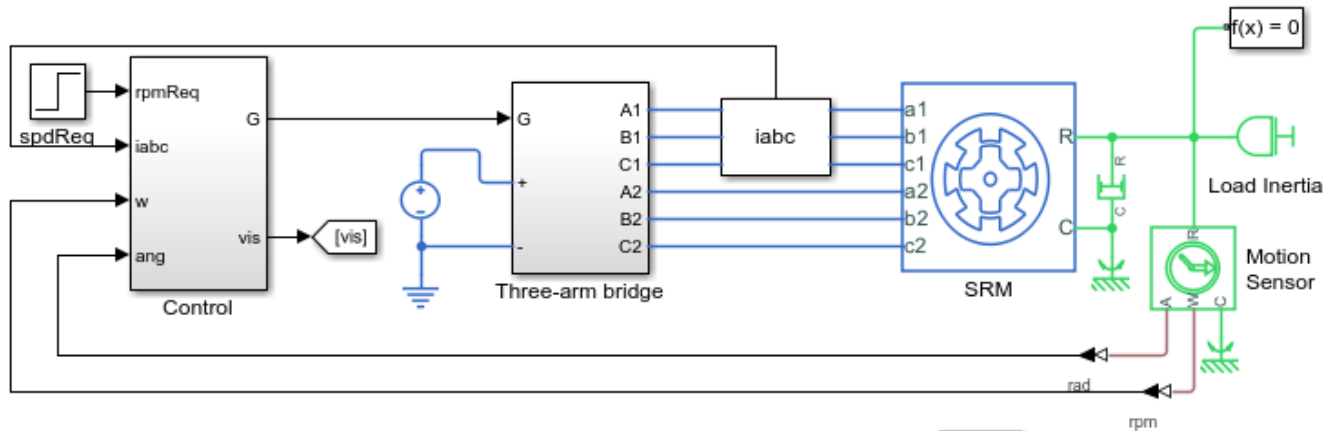 f(x) = 0
spdReq
rpmReq
iabc
w
ang
G
vis
Control
[vis]
G
+
-
A1
B1
C1
A2
B2
C2
Three-arm bridge
+
−
iabc
a1
b1
c1
a2
b2
c2
R
C
SRM
R
C
Load Inertia
R
A
W
C
Motion
Sensor
rad
rpm